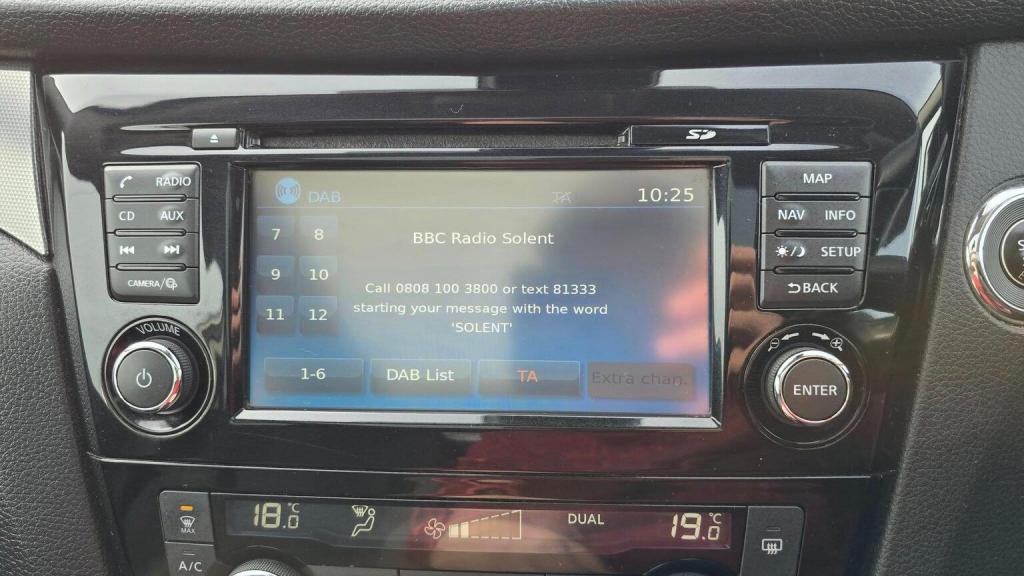 SD
RADIO
CD AUX
CAMERA/
VOLUME
DAB TA 10:25
7 8
BBC Radio Solent
9 10
Call 0808 100 3800 or text 81333
starting your message with the word
11 12
'SOLENT'
1-6 DAB List TA Extra chan.
MAP
NAV INFO
SETUP
BACK
ENTER
MAX
A/C
18.0 °C
DUAL
19.0 °C